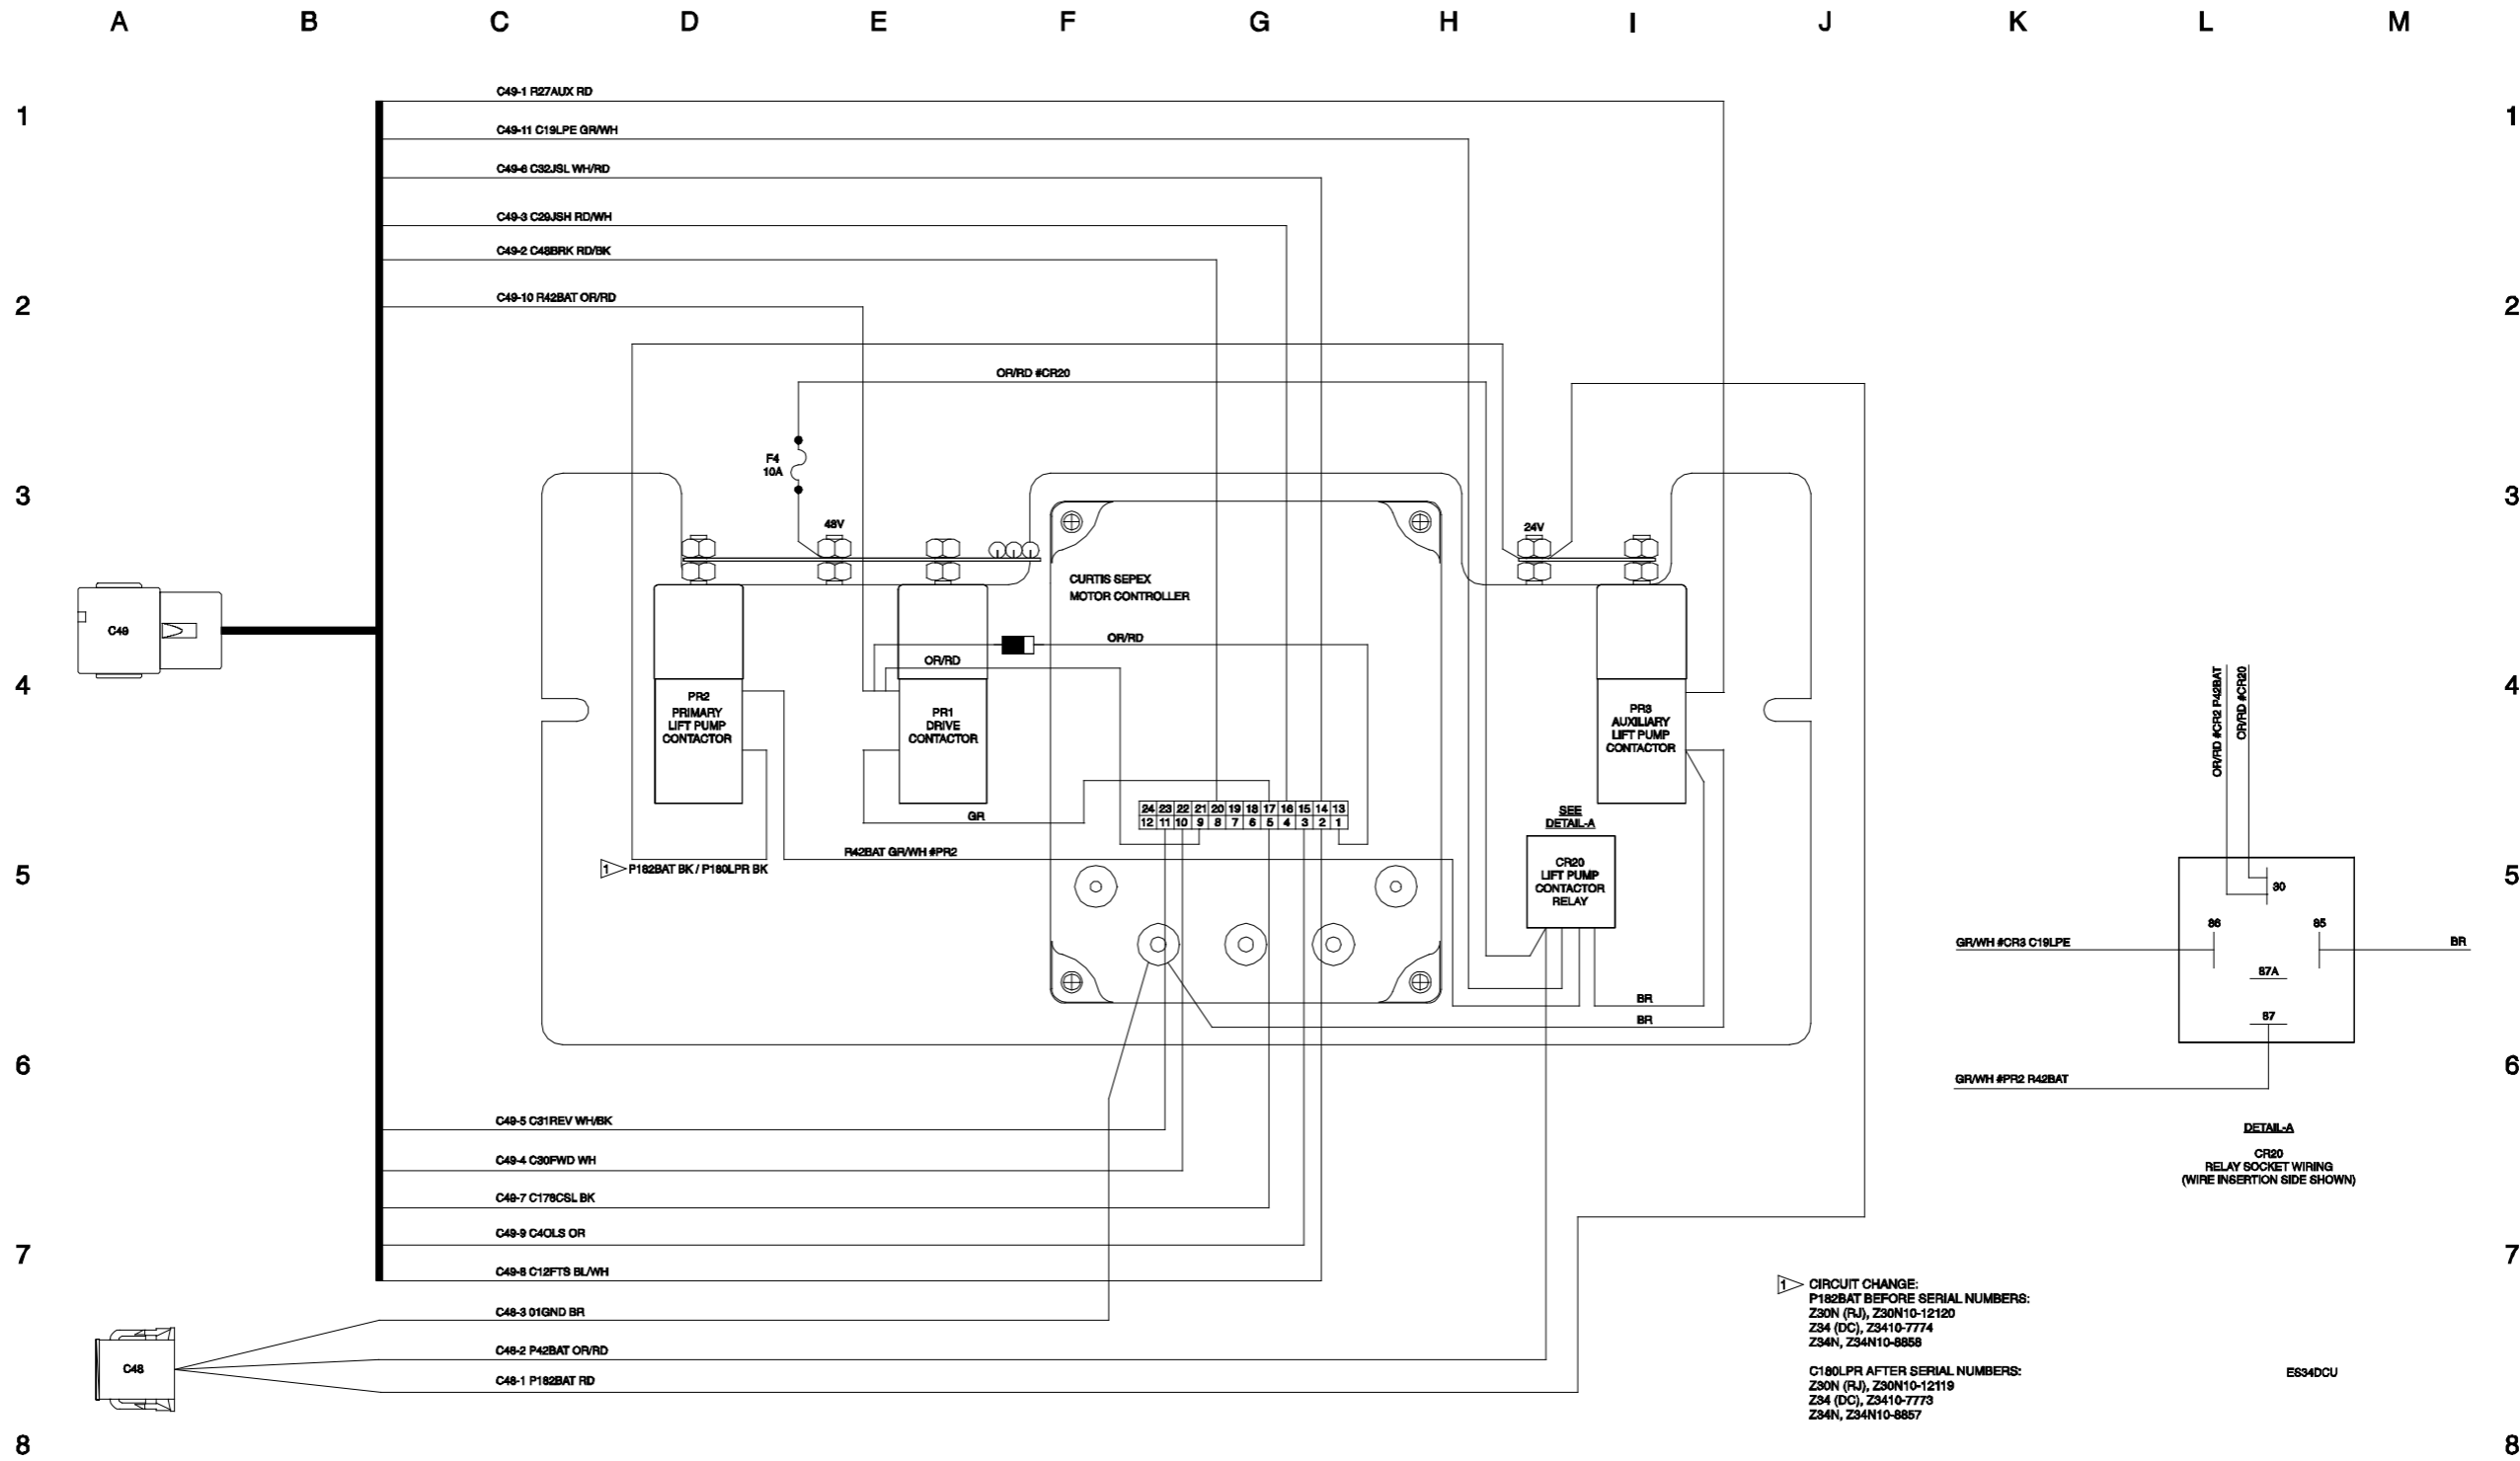 A B C D E F G H I J K L M
1 1
C49-1 R27AUX RD
C49-11 C19LPE GR/WH
C49-6 C32JSL WH/RD
C49-3 C29JSH RD/WH
C49-2 C48BRK RD/BK
2 2
C49-10 R42BAT OR/RD
OR/RD #CR20
F4
10A
3 3
48V
24V
CURTIS SEPEX
MOTOR CONTROLLER
C49
OR/RD
OR/RD
4 4
PR2
PRIMARY
LIFT PUMP
CONTACTOR
PR1
DRIVE
CONTACTOR
PR3
AUXILIARY
LIFT PUMP
CONTACTOR
OR/RD #CR2 P42BAT
OR/RD #CR20
GR
24 23 22 21 20 19 18 17 16 15 14 13
12 11 10 9 8 7 6 5 4 3 2 1
SEE
DETAIL-A
R42BAT GR/WH #PR2
1 P182BAT BK / P180LPR BK
5 5
CR20
LIFT PUMP
CONTACTOR
RELAY
30
86 85
GR/WH #CR3 C19LPE
BR
87A
87
BR
BR
6 6
GR/WH #PR2 R42BAT
C49-5 C31REV WH/BK
C49-4 C30FWD WH
C49-7 C178CSL BK
C49-9 C4OLS OR
C49-8 C12FTS BL/WH
DETAIL-A
CR20
RELAY SOCKET WIRING
(WIRE INSERTION SIDE SHOWN)
7 7
C48-3 01GND BR
C48-2 P42BAT OR/RD
C48-1 P182BAT RD
C48
1 CIRCUIT CHANGE:
P182BAT BEFORE SERIAL NUMBERS:
Z30N (RJ), Z30N10-12120
Z34 (DC), Z3410-7774
Z34N, Z34N10-8858
C180LPR AFTER SERIAL NUMBERS:
Z30N (RJ), Z30N10-12119
Z34 (DC), Z3410-7773
Z34N, Z34N10-8857
ES34DCU
8 8